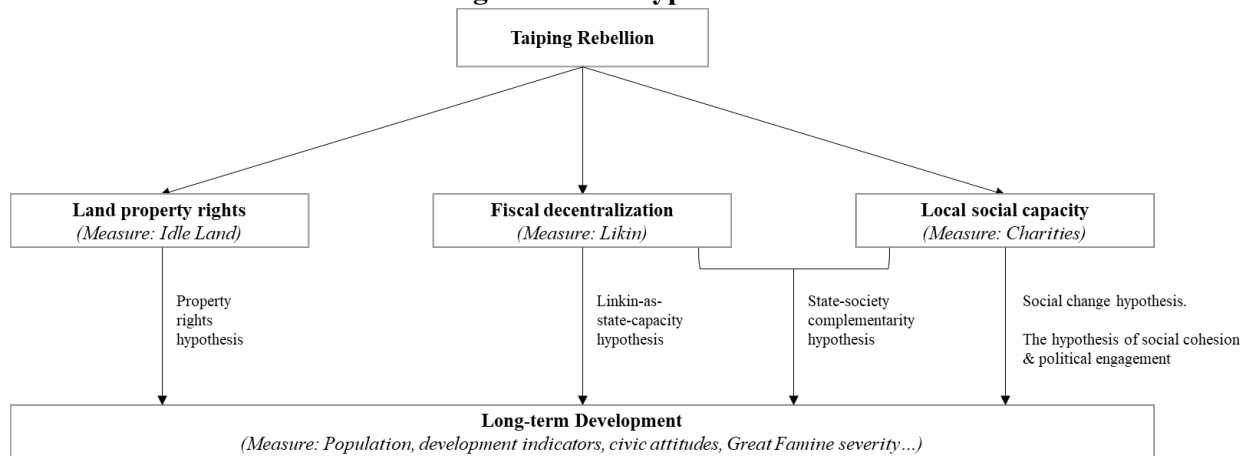 Taiping Rebellion
Land property rights
(Measure: Idle Land)
Fiscal decentralization
(Measure: Likin)
Local social capacity
(Measure: Charities)
Property
rights
hypothesis
Linkin-as-
state-capacity
hypothesis
State-society
complementarity
hypothesis
Social change hypothesis.
The hypothesis of social cohesion
& political engagement
Long-term Development
(Measure: Population, development indicators, civic attitudes, Great Famine severity…)